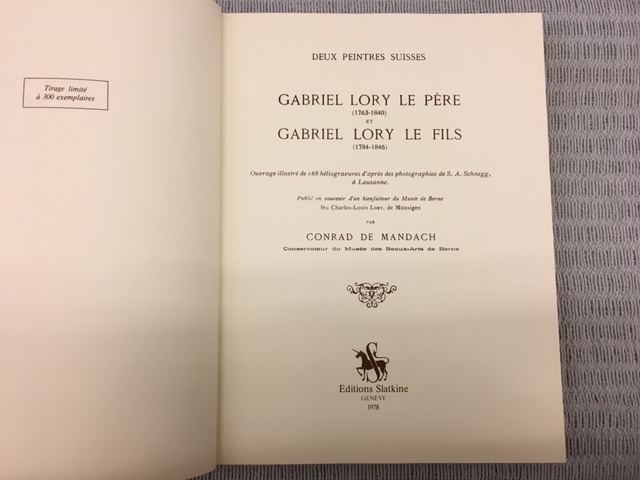 Tirage limité
à 300 exemplaires
DEUX PEINTRES SUISSES
GABRIEL LORY LE PÈRE
(1763-1840)
ET
GABRIEL LORY LE FILS
(1784-1846)
Ouvrage illustré de 188 héliogravures d'après des photographies de S. A. Schnegg,
à Lausanne.
Publié en souvenir d'un bienfaiteur du Musée de Berne
feu Charles-Louis LORY, de Münsigen
PAR
CONRAD DE MANDACH
Conservateur du Musée des Beaux-Arts de Berne
S
Editions Slatkine
GENÈVE
1978